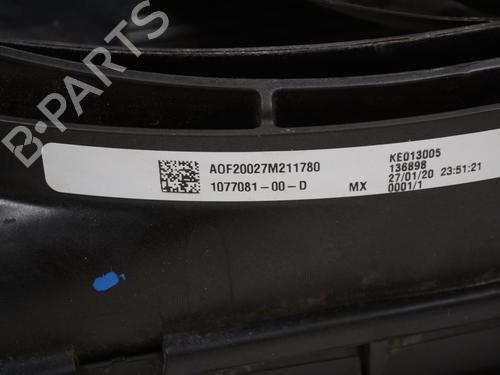 B-PARTS
AOF20027M211780
1077081-00-D MX
KE013005
136898
27/01/20 23:51:21
0001/1